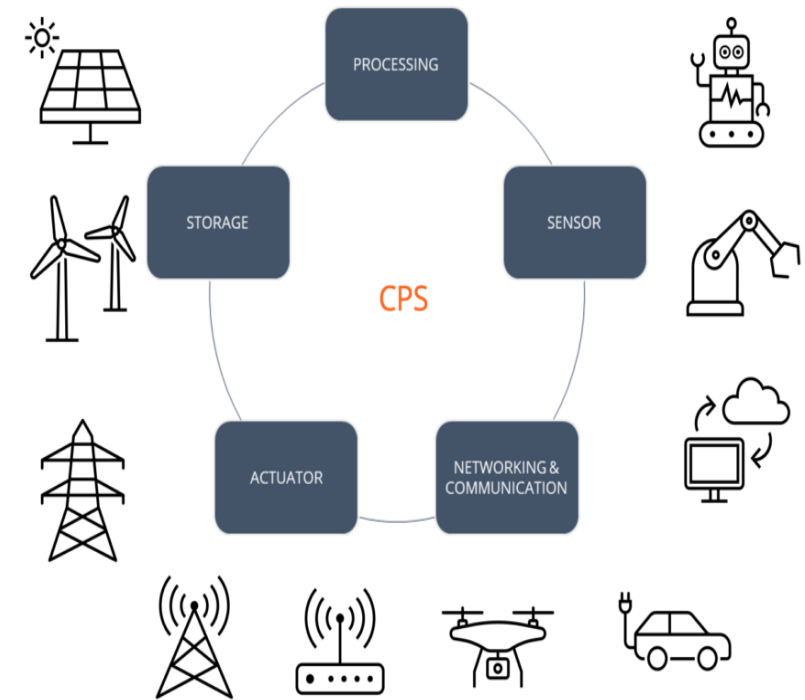 PROCESSING
STORAGE
SENSOR
CPS
ACTUATOR
NETWORKING &
COMMUNICATION